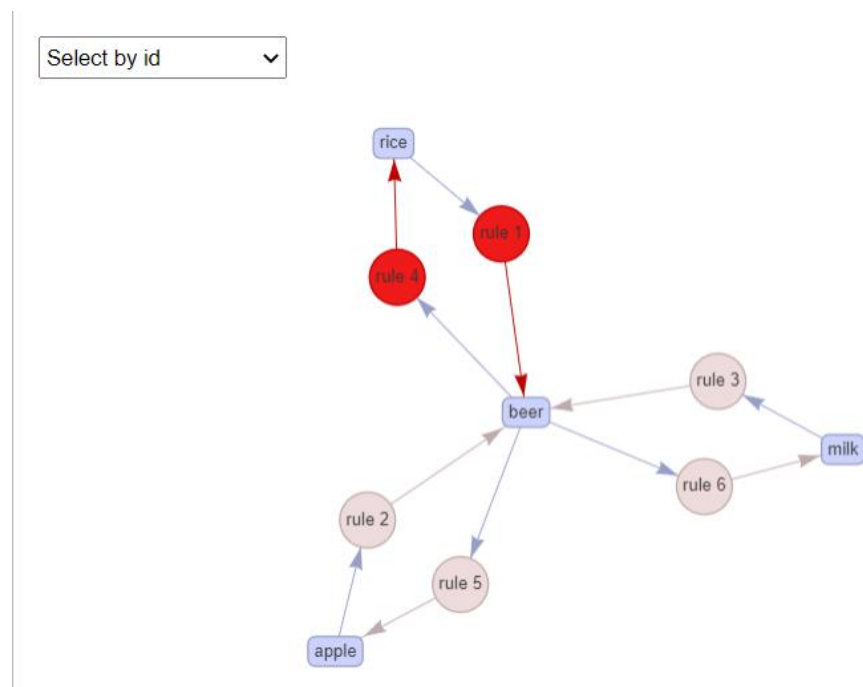 Select by id
rice
rule 1
rule 4
rule 3
beer
milk
rule 6
rule 2
rule 5
apple